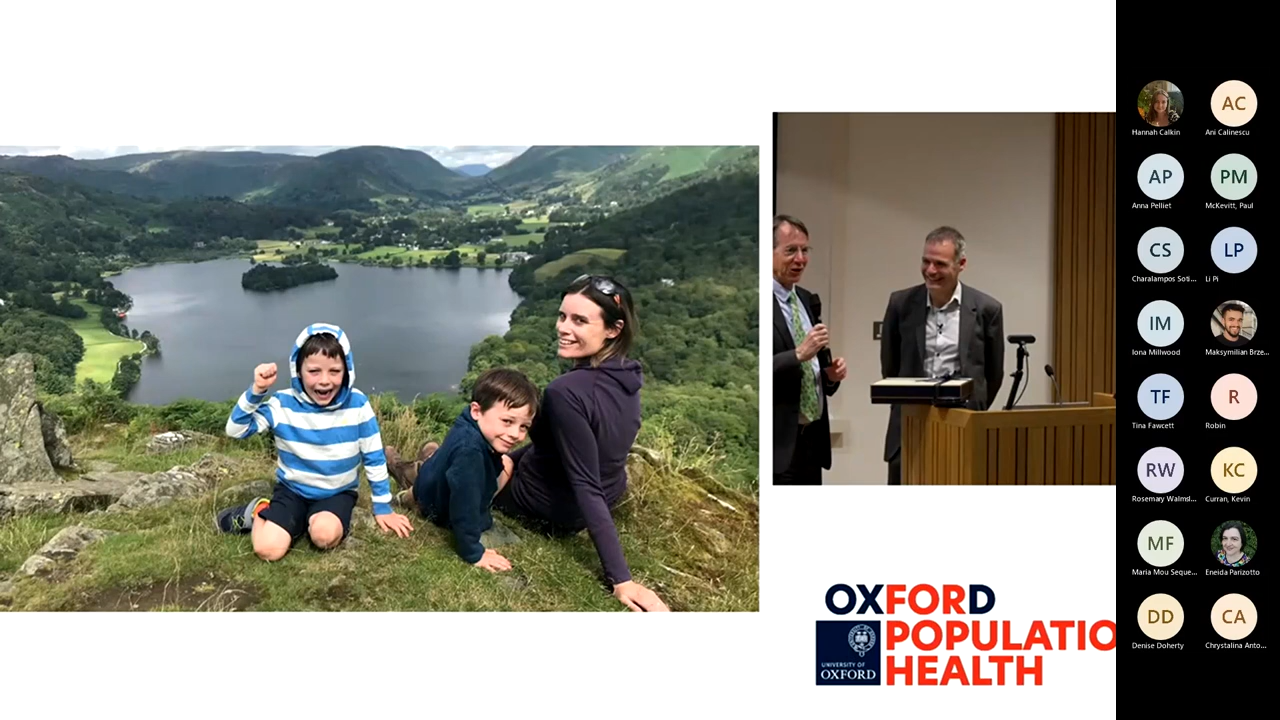 OXFORD
POPULATIO
HEALTH
UNIVERSITY OF
OXFORD
Hannah Calkin
AC
Ani Calinescu
AP
Anna Pelliet
PM
McKevitt, Paul
CS
Charalampos Soti...
LP
Li Pi
IM
Iona Millwood
Maksymilian Brze...
TF
Tina Fawcett
R
Robin
RW
Rosemary Walmsl...
KC
Curran, Kevin
MF
Maria Mou Seque...
Eneida Parizotto
DD
Denise Doherty
CA
Chrystalina Anto...